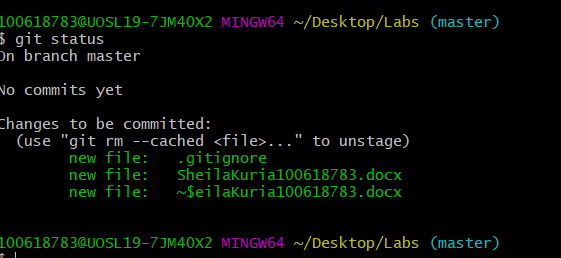 100618783@UOSL19-7JM40X2 MINGW64 ~/Desktop/Labs (master)
$ git status
On branch master
No commits yet
Changes to be committed:
  (use "git rm --cached <file>..." to unstage)
        new file:   .gitignore
        new file:   SheilaKuria100618783.docx
        new file:   ~$eilaKuria100618783.docx
100618783@UOSL19-7JM40X2 MINGW64 ~/Desktop/Labs (master)
$